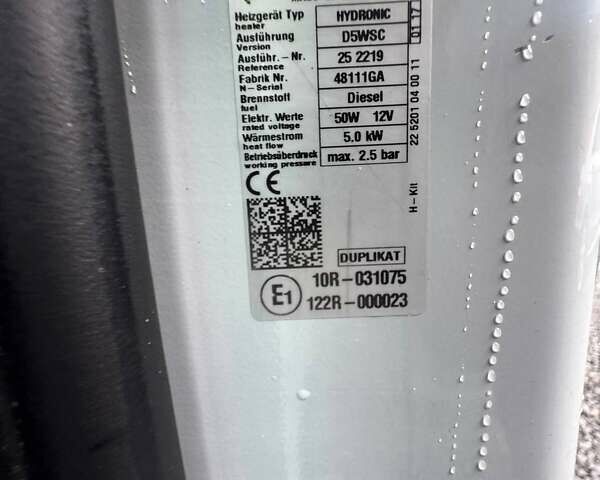 Heizgerät Typ HYDRONIC
heater
Ausführung D5WSC
Version
Ausführ.-Nr. 25 2219
Reference
Fabrik Nr. 48111GA
N-Serial
Brennstoff Diesel
fuel
Elektr. Werte 50W 12V
rated voltage
Wärmestrom 5.0 kW
heat flow
Betriebsüberdruck max. 2.5 bar
working pressure
CE
DUPLIKAT
E1 10R-031075
122R-000023
01 17
22 5201 04 00 11
H-Kit